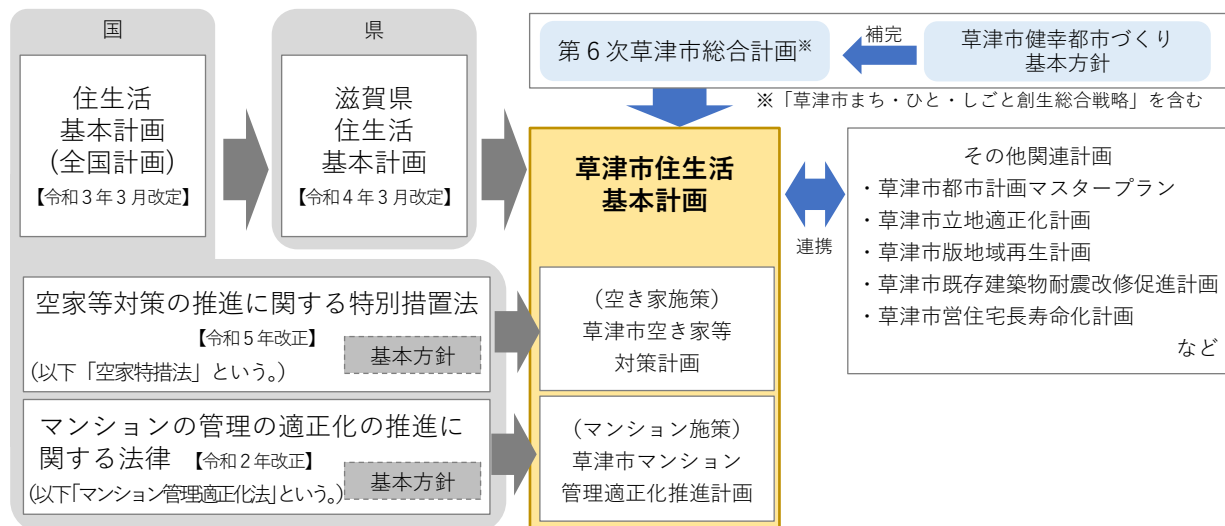 国
住生活
基本計画
(全国計画)
【令和3年3月改定】
県
滋賀県
住生活
基本計画
【令和4年3月改定】
第6次草津市総合計画※
補完
草津市健幸都市づくり
基本方針
※「草津市まち・ひと・しごと創生総合戦略」を含む
草津市住生活
基本計画
連携
その他関連計画
・草津市都市計画マスタープラン
・草津市立地適正化計画
・草津市版地域再生計画
・草津市既存建築物耐震改修促進計画
・草津市営住宅長寿命化計画
など
空家等対策の推進に関する特別措置法
【令和5年改正】
(以下「空家特措法」という。)
基本方針
(空き家施策)
草津市空き家等
対策計画
マンションの管理の適正化の推進に
関する法律 【令和2年改正】
(以下「マンション管理適正化法」という。)
基本方針
(マンション施策)
草津市マンション
管理適正化推進計画